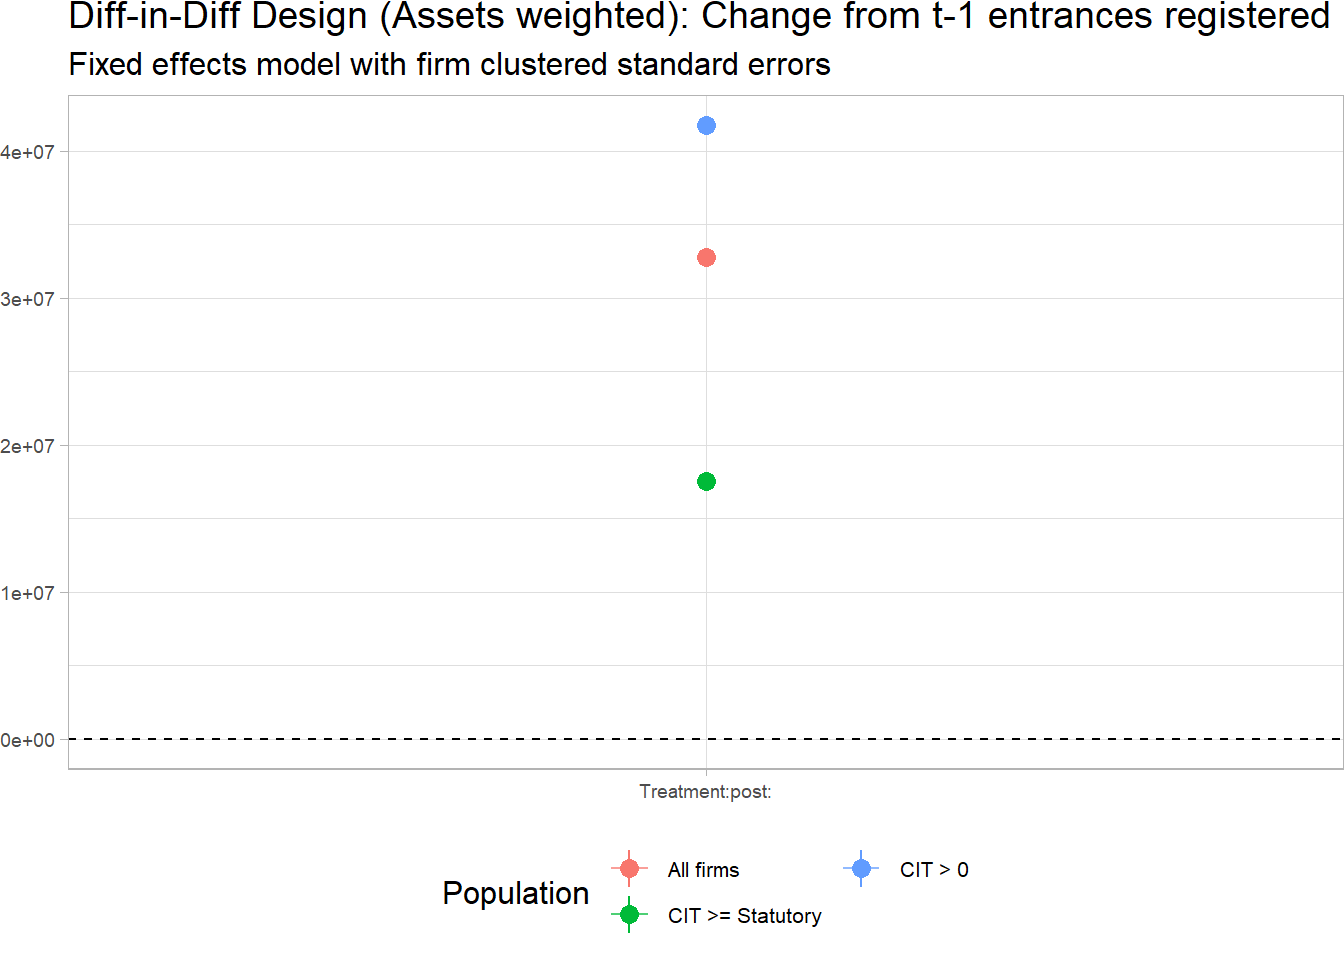 Diff-in-Diff Design (Assets weighted): Change from t-1 entrances registered
Fixed effects model with firm clustered standard errors
4e+07
3e+07
2e+07
1e+07
0e+00
Treatment:post:
Population
All firms
CIT > 0
CIT >= Statutory